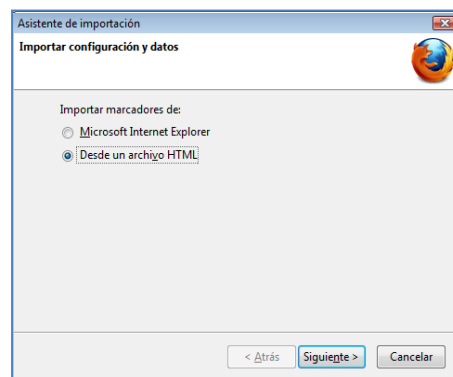 Asistente de importación
Importar configuración y datos
Importar marcadores de:
Microsoft Internet Explorer
Desde un archivo HTML
< Atrás
Siguiente >
Cancelar